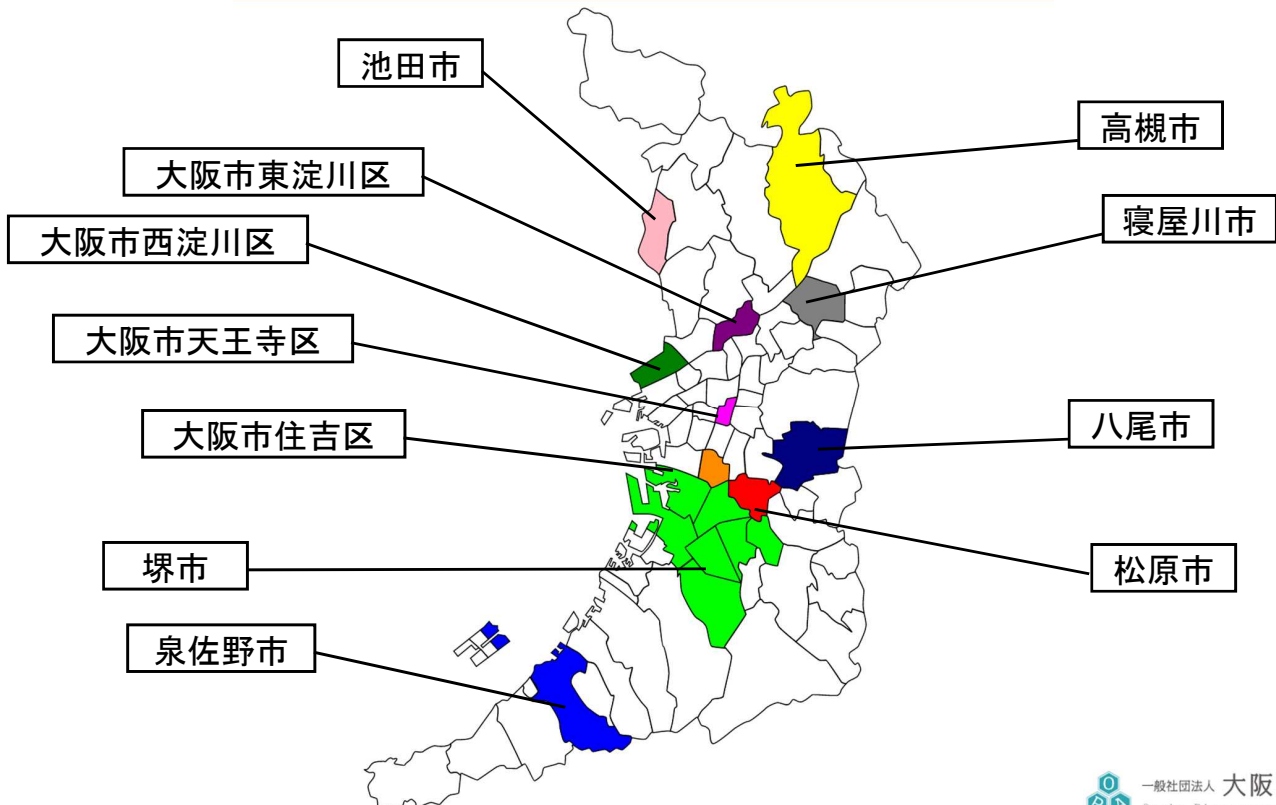 池田市
高槻市
大阪市東淀川区
寝屋川市
大阪市西淀川区
大阪市天王寺区
大阪市住吉区
八尾市
堺市
松原市
泉佐野市
一般社団法人 大阪